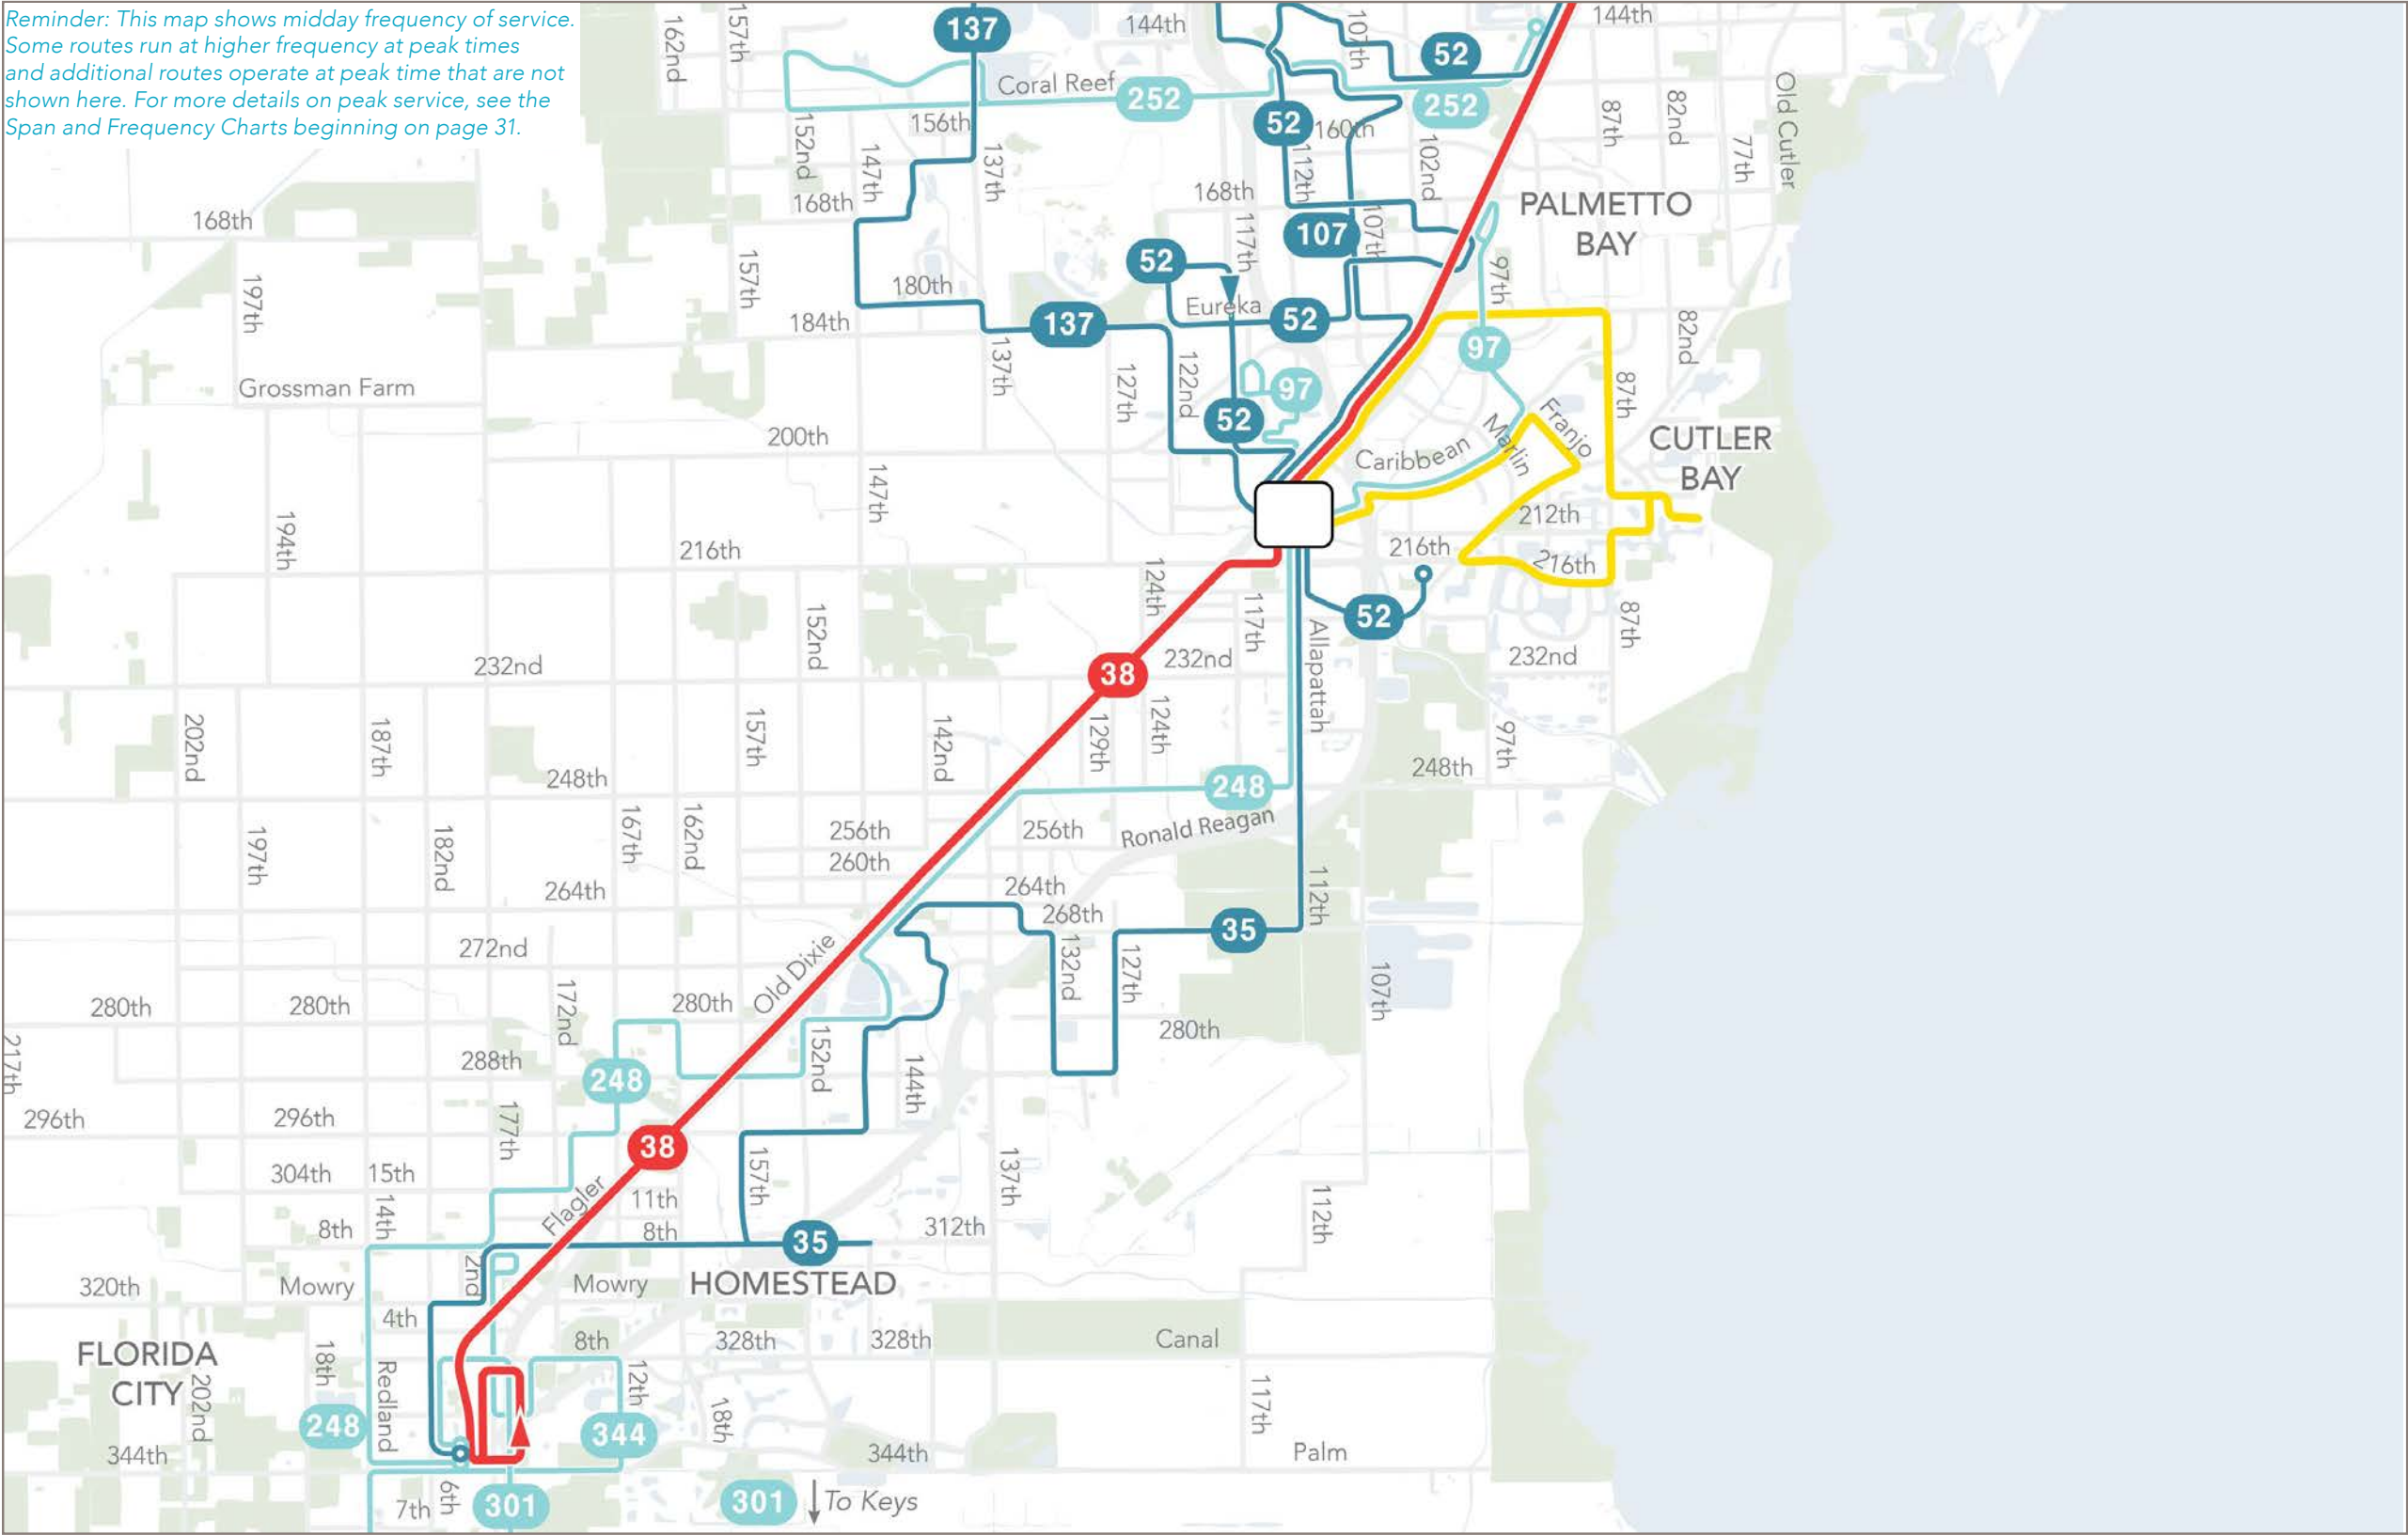 Reminder: This map shows midday frequency of service.
Some routes run at higher frequency at peak times
and additional routes operate at peak time that are not
shown here. For more details on peak service, see the
Span and Frequency Charts beginning on page 31.
162nd
157th
137
144th
107th
52
144th
Coral Reef
252
252
Old Cutler
87th
82nd
77th
156th
52
160th
152nd
147th
137th
112th
102nd
168th
168th
168th
117th
107
107th
PALMETTO
BAY
197th
157th
52
97th
180th
Eureka
52
184th
137
97
82nd
137th
127th
122nd
97
87th
Grossman Farm
52
Franjo
Marlin
Caribbean
CUTLER
BAY
200th
147th
194th
212th
216th
216th
216th
124th
152nd
117th
52
87th
Allapattah
232nd
38
232nd
232nd
202nd
187th
157th
142nd
129th
124th
97th
248th
248th
248th
197th
182nd
167th
162nd
256th
256th
Ronald Reagan
260th
264th
264th
112th
268th
35
272nd
Old Dixie
132nd
127th
107th
280th
280th
172nd
280th
280th
217th
288th
248
152nd
144th
296th
296th
177th
38
157th
137th
304th
15th
Flagler
11th
14th
112th
8th
8th
35
312th
2nd
320th
Mowry
Mowry
HOMESTEAD
4th
8th
328th
328th
Canal
FLORIDA
CITY
202nd
18th
Redland
12th
18th
117th
248
344
344th
344th
Palm
6th
7th
301
301
To Keys